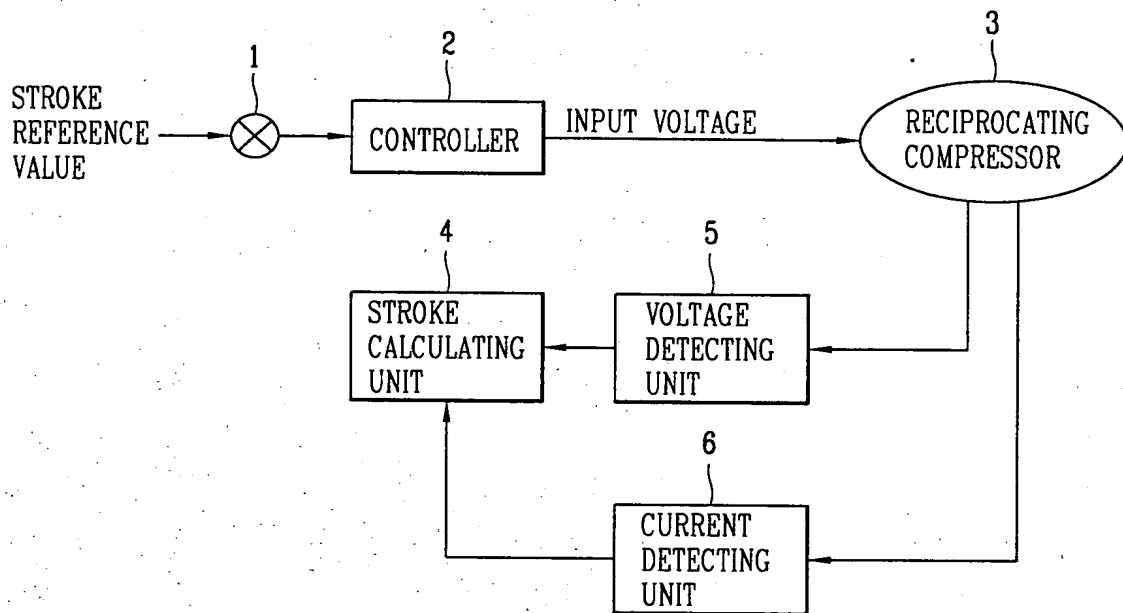 1
2
3
STROKE
REFERENCE
VALUE
CONTROLLER
INPUT VOLTAGE
RECIPROCATING
COMPRESSOR
4
5
STROKE
CALCULATING
UNIT
VOLTAGE
DETECTING
UNIT
6
CURRENT
DETECTING
UNIT